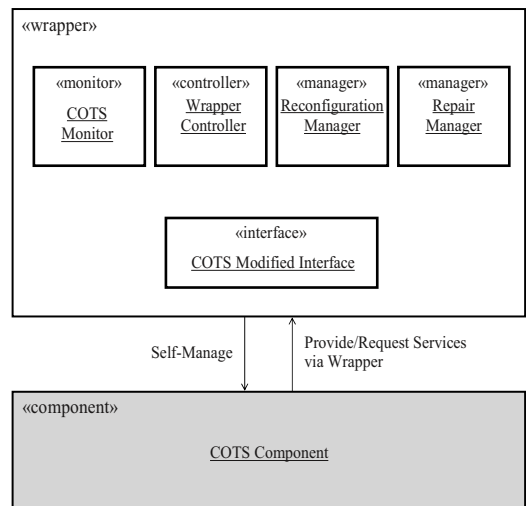 «wrapper»
«monitor»
COTS
Monitor
«controller»
Wrapper
Controller
«manager»
Reconfiguration
Manager
«manager»
Repair
Manager
«interface»
COTS Modified Interface
Self-Manage
Provide/Request Services
via Wrapper
«component»
COTS Component